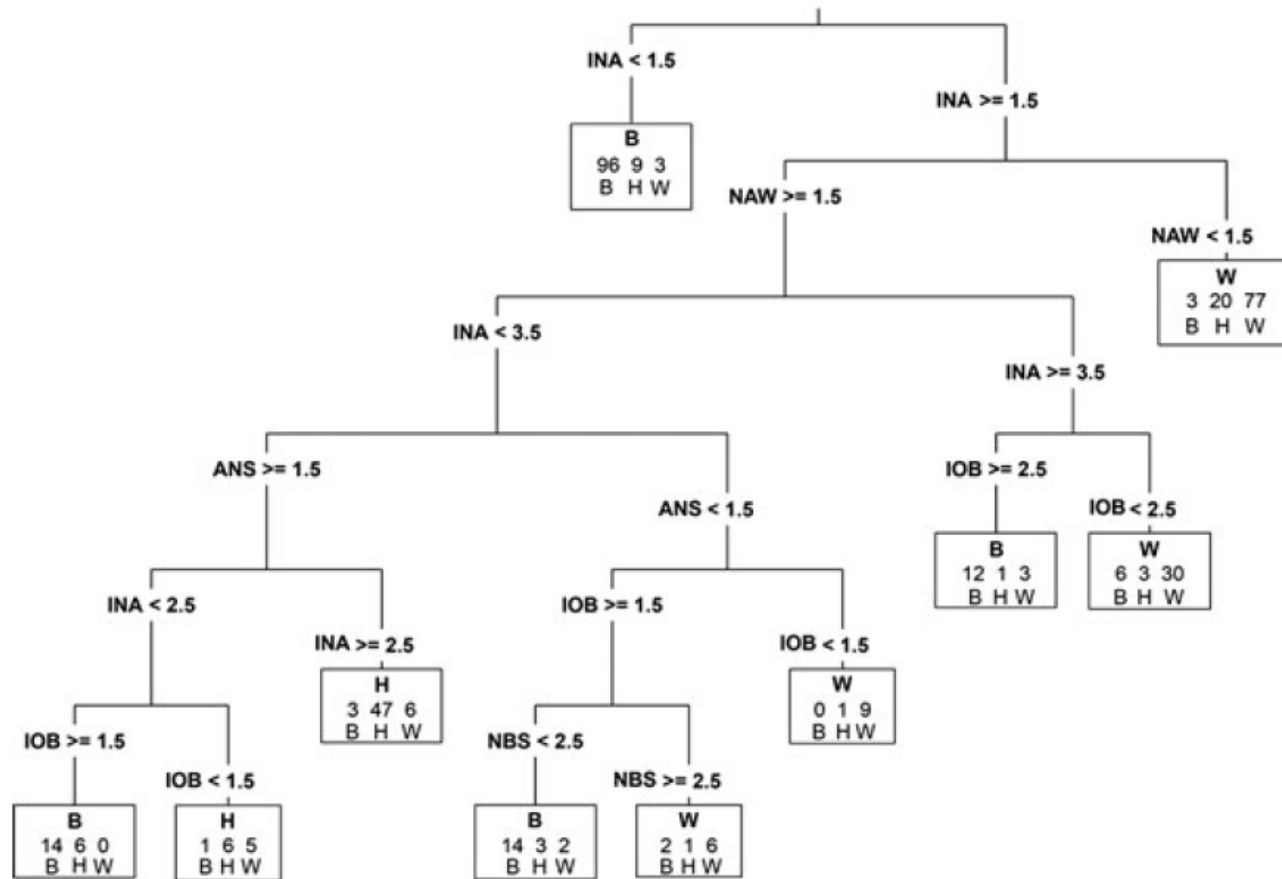 INA < 1.5
INA >= 1.5
B
96 9 3
B H W
NAW >= 1.5
NAW < 1.5
W
3 20 77
B H W
INA < 3.5
INA >= 3.5
ANS >= 1.5
ANS < 1.5
IOB >= 2.5
IOB < 2.5
B
12 1 3
B H W
W
6 3 30
B H W
INA < 2.5
INA >= 2.5
H
3 47 6
B H W
IOB >= 1.5
IOB < 1.5
W
0 1 9
B H W
IOB >= 1.5
IOB < 1.5
B
14 6 0
B H W
H
1 6 5
B H W
NBS < 2.5
NBS >= 2.5
B
14 3 2
B H W
W
2 1 6
B H W